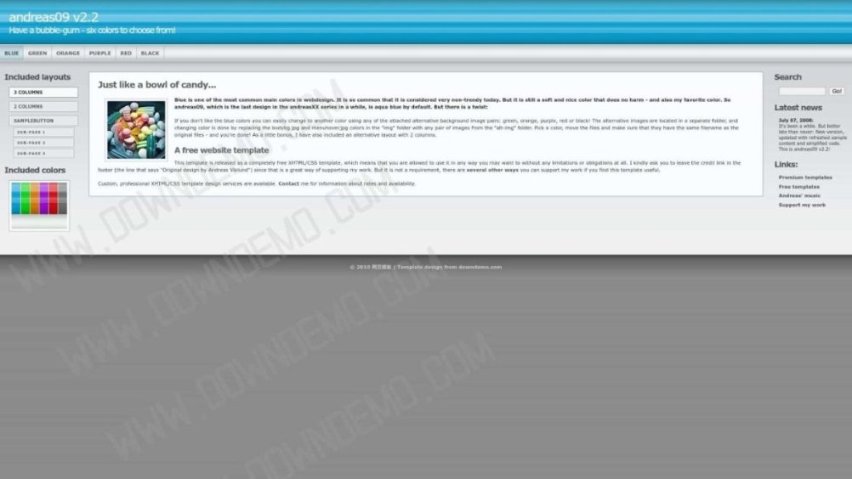 andreas09 v2.2
Have a bubble-gum - six colors to choose from!
BLUE GREEN ORANGE PURPLE RED BLACK
Included layouts
3 COLUMNS
2 COLUMNS
SAMPLEBUTTON
SUB-PAGE 1
SUB-PAGE 2
SUB-PAGE 3
Included colors
Just like a bowl of candy...
Blue is one of the most common main colors in webdesign. It is so common that it is considered very non-trendy today. But it is still a soft and nice color that does no harm - and also my favorite color. So
andreas09, which is the last design in the andreasXX series in a while, is aqua blue by default. But there is a twist:
If you don't like the blue colors you can easily change to another color using any of the attached alternative background image pairs: green, orange, purple, red or black! The alternative images are located in a separate folder, and
changing color is done by replacing the bodybg.jpg and menuhover.jpg colors in the "img" folder with any pair of images from the "alt-img" folder. Pick a color, move the files and make sure that they have the same filename as the
original files - and you're done! As a little bonus, I have also included an alternative layout with 2 columns.
A free website template
This template is released as a completely free XHTML/CSS template, which means that you are allowed to use it in any way you may want to without any limitations or obligations at all. I kindly ask you to leave the credit link in the
footer (the line that says "Original design by Andreas Viklund") since that is a great way of supporting my work. But it is not a requirement, there are several other ways you can support my work if you find this template useful.
Custom, professional XHTML/CSS template design services are available. Contact me for information about rates and availability.
Search
Go!
Latest news
July 07, 2008:
It's been a while. But better
late than never: New version,
updated with refreshed sample
content and simplified code.
This is andreas09 v2.2!
Links:
Premium templates
Free templates
Andreas' music
Support my work
© 2010 网页模板 | Template design from downdemo.com
WWW.DOWNDEMO.COM
WWW.DOWNDEMO.COM
WWW.DOWNDEMO.COM
WWW.DOWNDEMO.COM